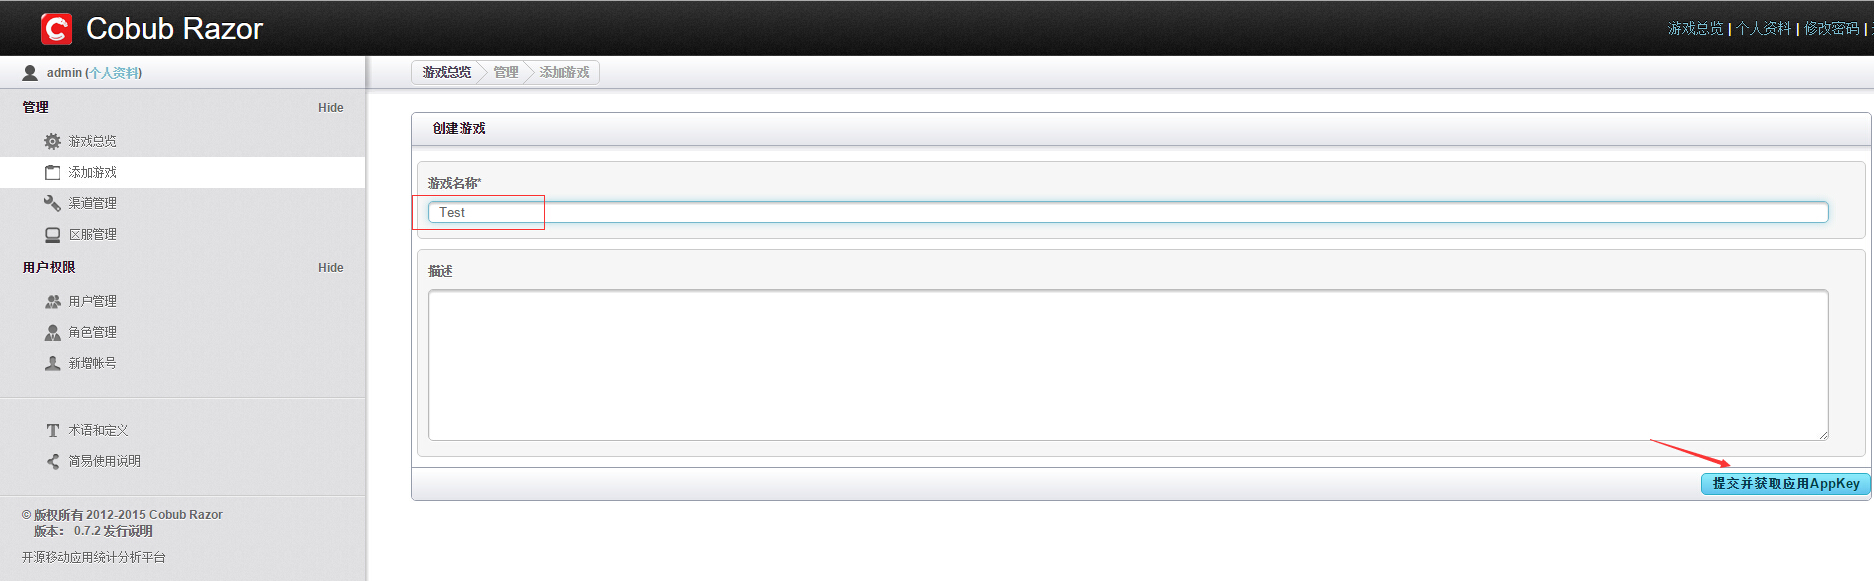 Cobub Razor
游戏总览 | 个人资料 | 修改密码 |
admin (个人资料)
游戏总览 管理 添加游戏
管理 Hide
游戏总览
添加游戏
渠道管理
区服管理
用户权限 Hide
用户管理
角色管理
新增帐号
术语和定义
简易使用说明
© 版权所有 2012-2015 Cobub Razor
版本： 0.7.2 发行说明
开源移动应用统计分析平台
创建游戏
游戏名称*
Test
描述
提交并获取应用AppKey